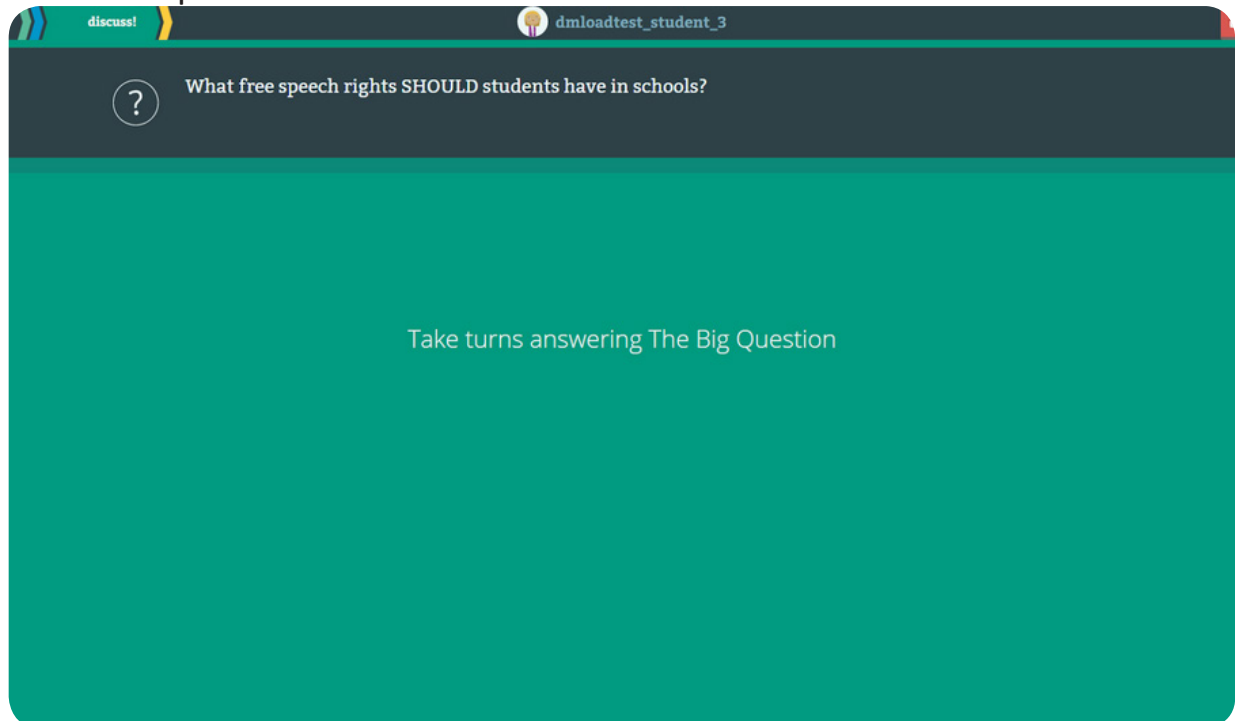 discuss!
dmloadtest_student_3
?
What free speech rights SHOULD students have in schools?
Take turns answering The Big Question